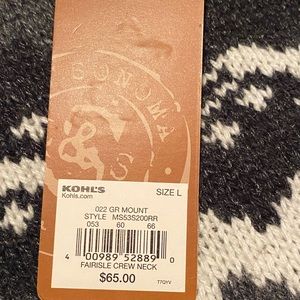 SONOMA
& S
KOHL'S
Kohls.com
SIZE L
022 GR MOUNT
STYLE MS53S200RR
053 60 66
4 00989 52889 0
FAIRISLE CREW NECK
$65.00
T7QYV